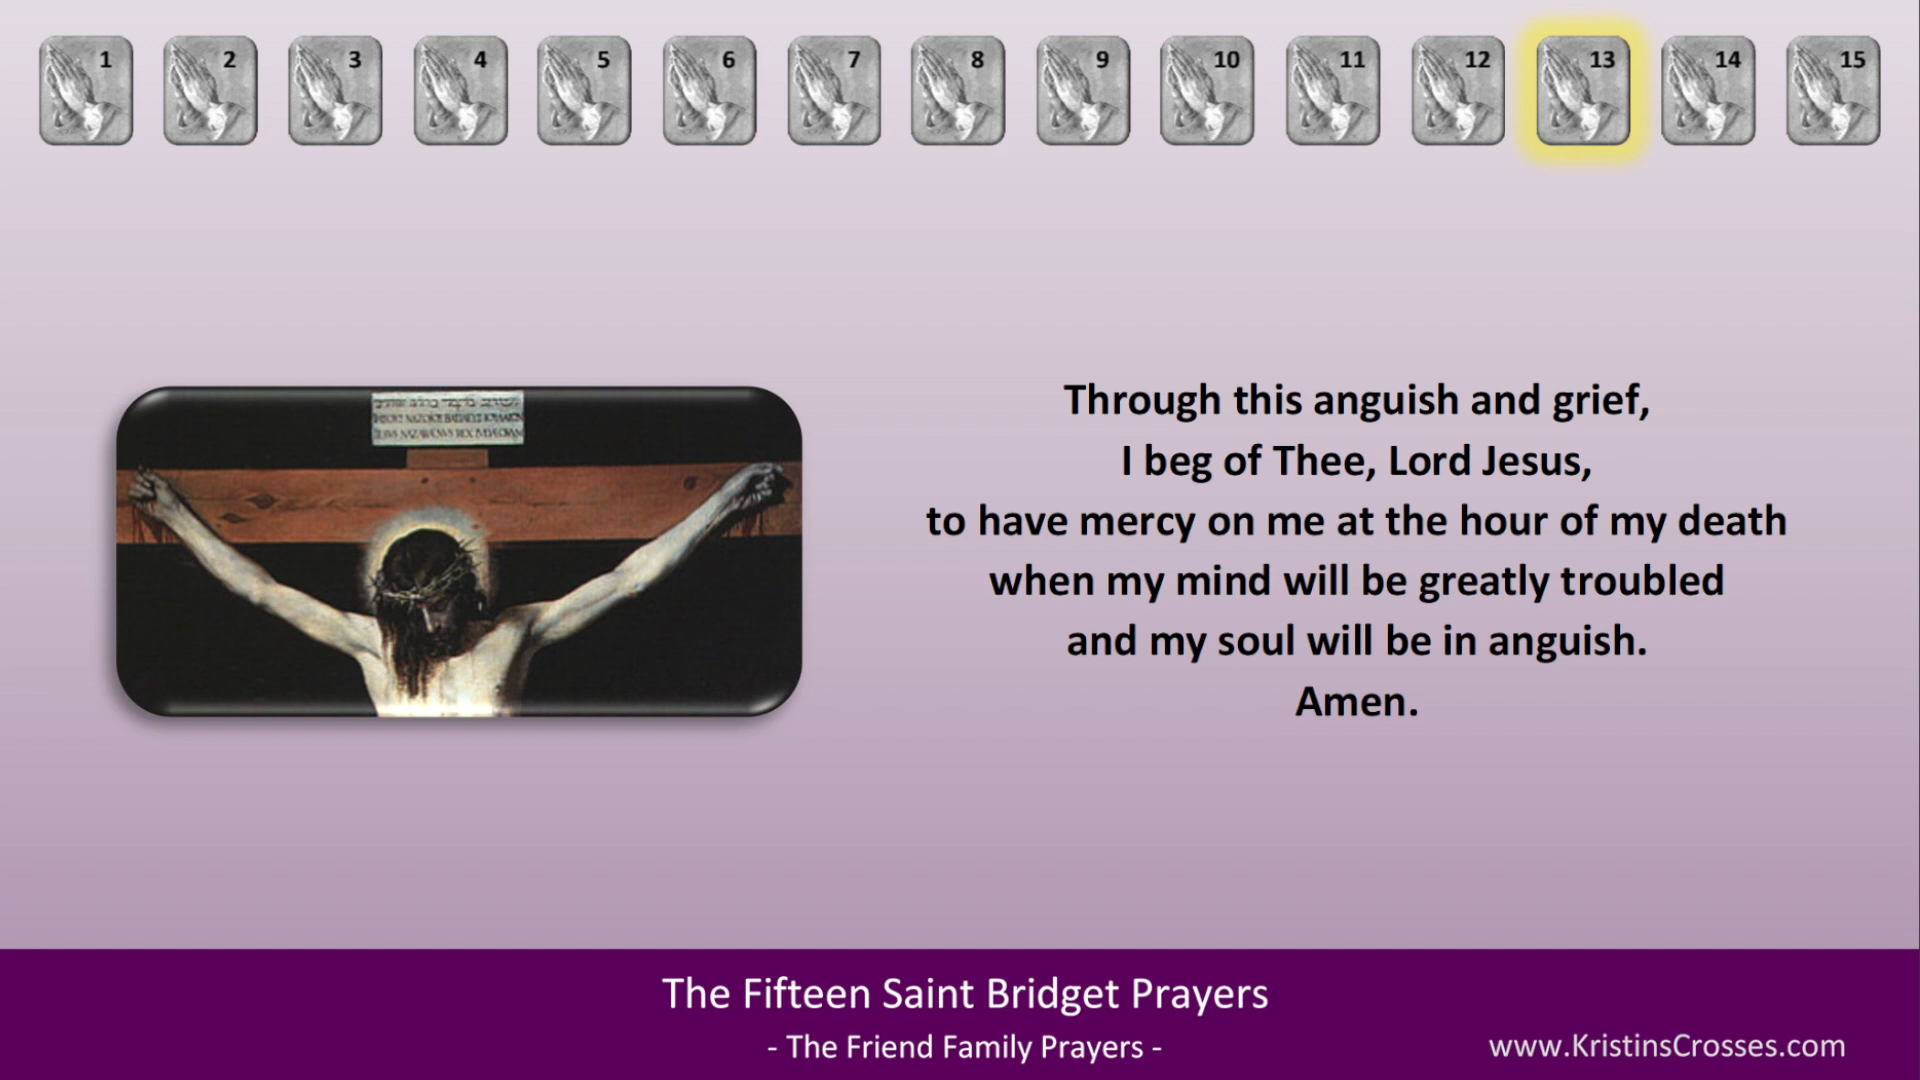 1 2 3 4 5 6 7 8 9 10 11 12 13 14 15
Through this anguish and grief,
I beg of Thee, Lord Jesus,
to have mercy on me at the hour of my death
when my mind will be greatly troubled
and my soul will be in anguish.
Amen.
The Fifteen Saint Bridget Prayers
- The Friend Family Prayers -
www.KristinsCrosses.com